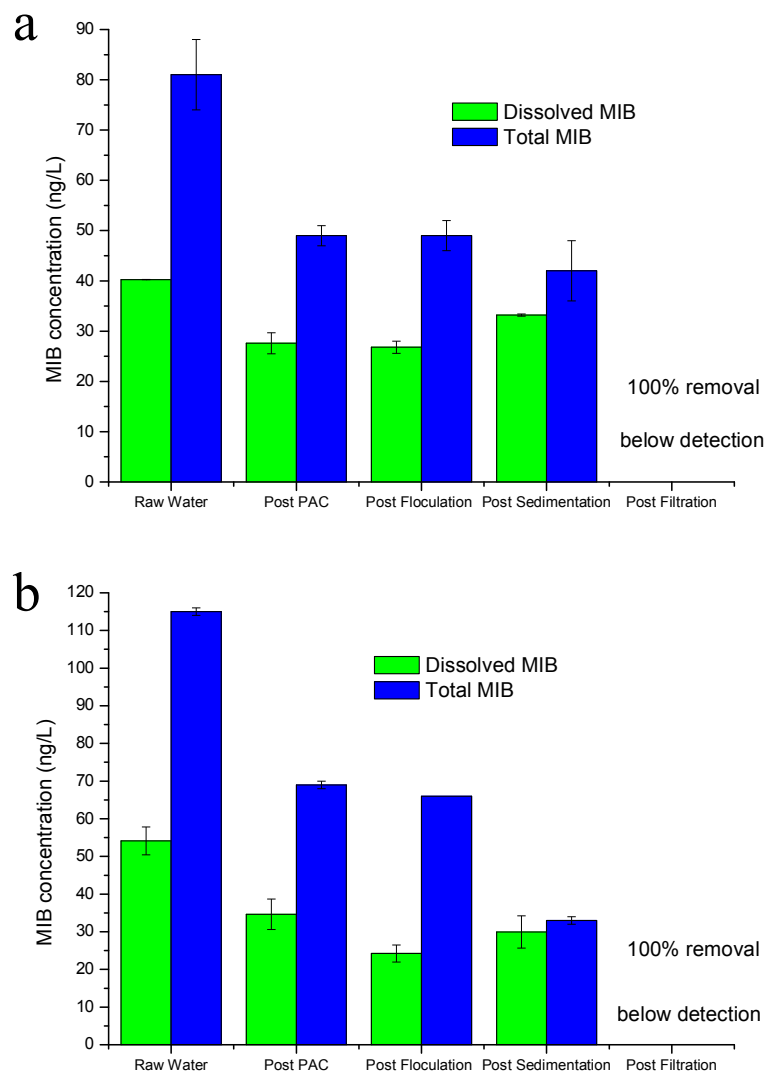 a
90
80
70
60
50
40
30
20
10
0
MIB concentration (ng/L)
Dissolved MIB
Total MIB
100% removal
below detection
Raw Water Post PAC Post Floculation Post Sedimentation Post Filtration
b
120
110
100
90
80
70
60
50
40
30
20
10
0
MIB concentration (ng/L)
Dissolved MIB
Total MIB
100% removal
below detection
Raw Water Post PAC Post Floculation Post Sedimentation Post Filtration